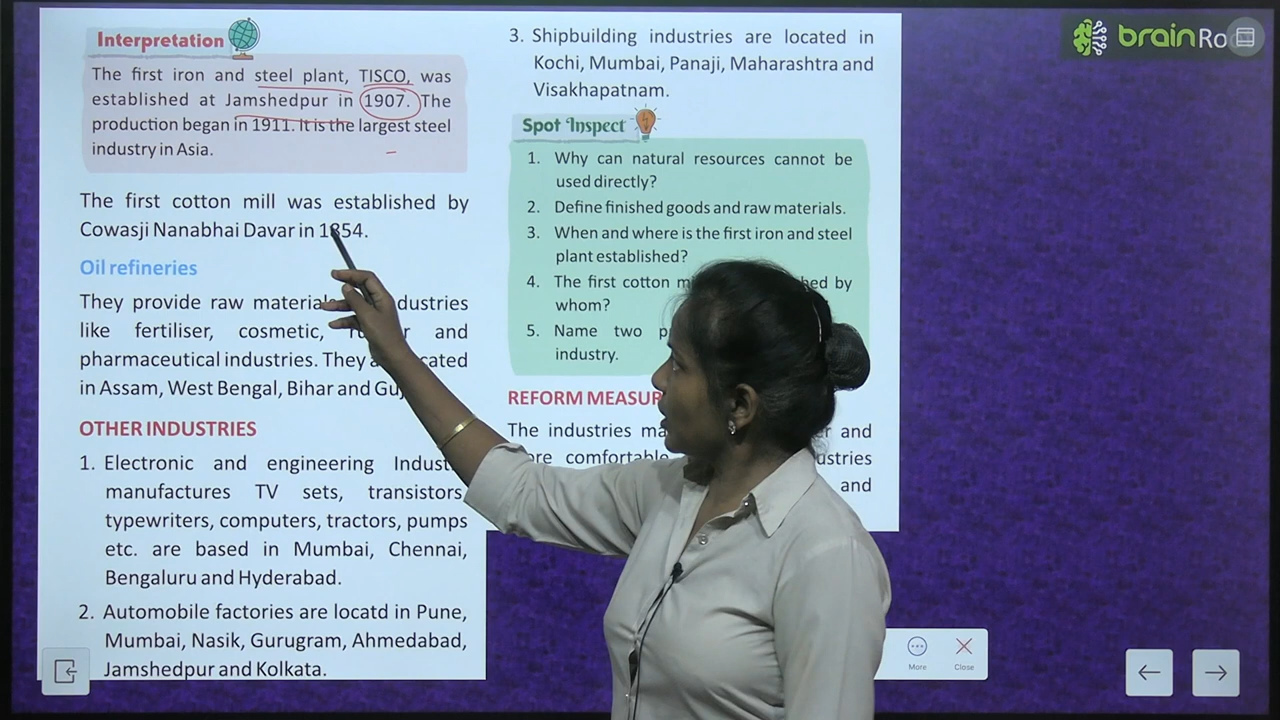 Interpretation
The first iron and steel plant, TISCO, was
established at Jamshedpur in 1907. The
production began in 1911. It is the largest steel
industry in Asia.
The first cotton mill was established by
Cowasji Nanabhai Davar in 1854.
Oil refineries
They provide raw materials industries
like fertiliser, cosmetic, and
pharmaceutical industries. They
in Assam, West Bengal, Bihar and
OTHER INDUSTRIES
1. Electronic and engineering
manufactures TV sets, transistors,
typewriters, computers, tractors, pumps
etc. are based in Mumbai, Chennai,
Bengaluru and Hyderabad.
2. Automobile factories are locatd in Pune,
Mumbai, Nasik, Gurugram, Ahmedabad,
Jamshedpur and Kolkata.
3. Shipbuilding industries are located in
Kochi, Mumbai, Panaji, Maharashtra and
Visakhapatnam.
Spot Inspect
1. Why can natural resources cannot be
used directly?
2. Define finished goods and raw materials.
3. When and where is the first iron and steel
plant established?
4. The first cotton by
whom?
5. Name two
industry.
REFORM
The industries and
comfortable
and
brain
More
Close